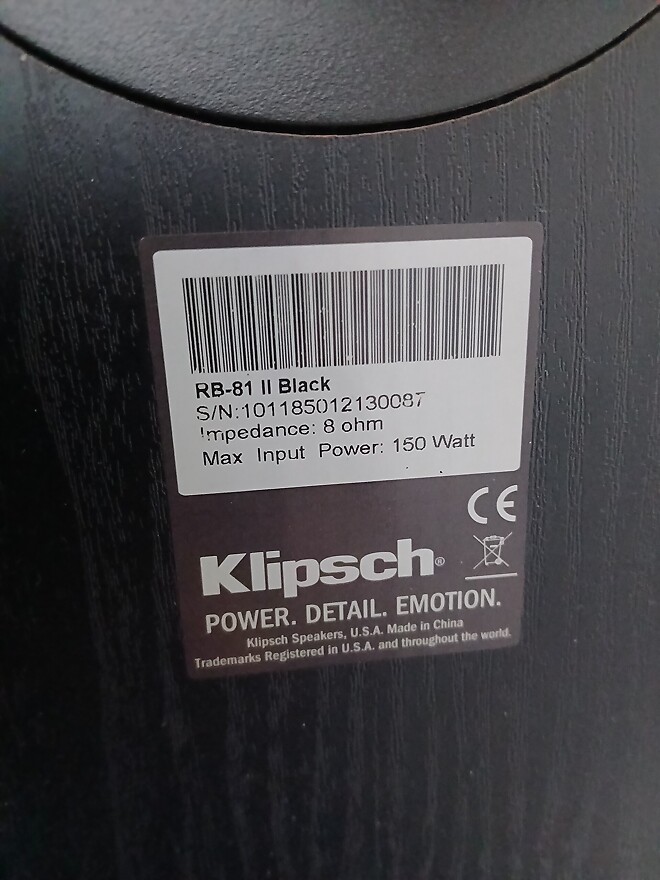 RB-81 II Black
S/N:101185012130087
Impedance: 8 ohm
Max Input Power: 150 Watt
CE
Klipsch®
POWER. DETAIL. EMOTION.
Klipsch Speakers, U.S.A. Made in China
Trademarks Registered in U.S.A. and throughout the world.